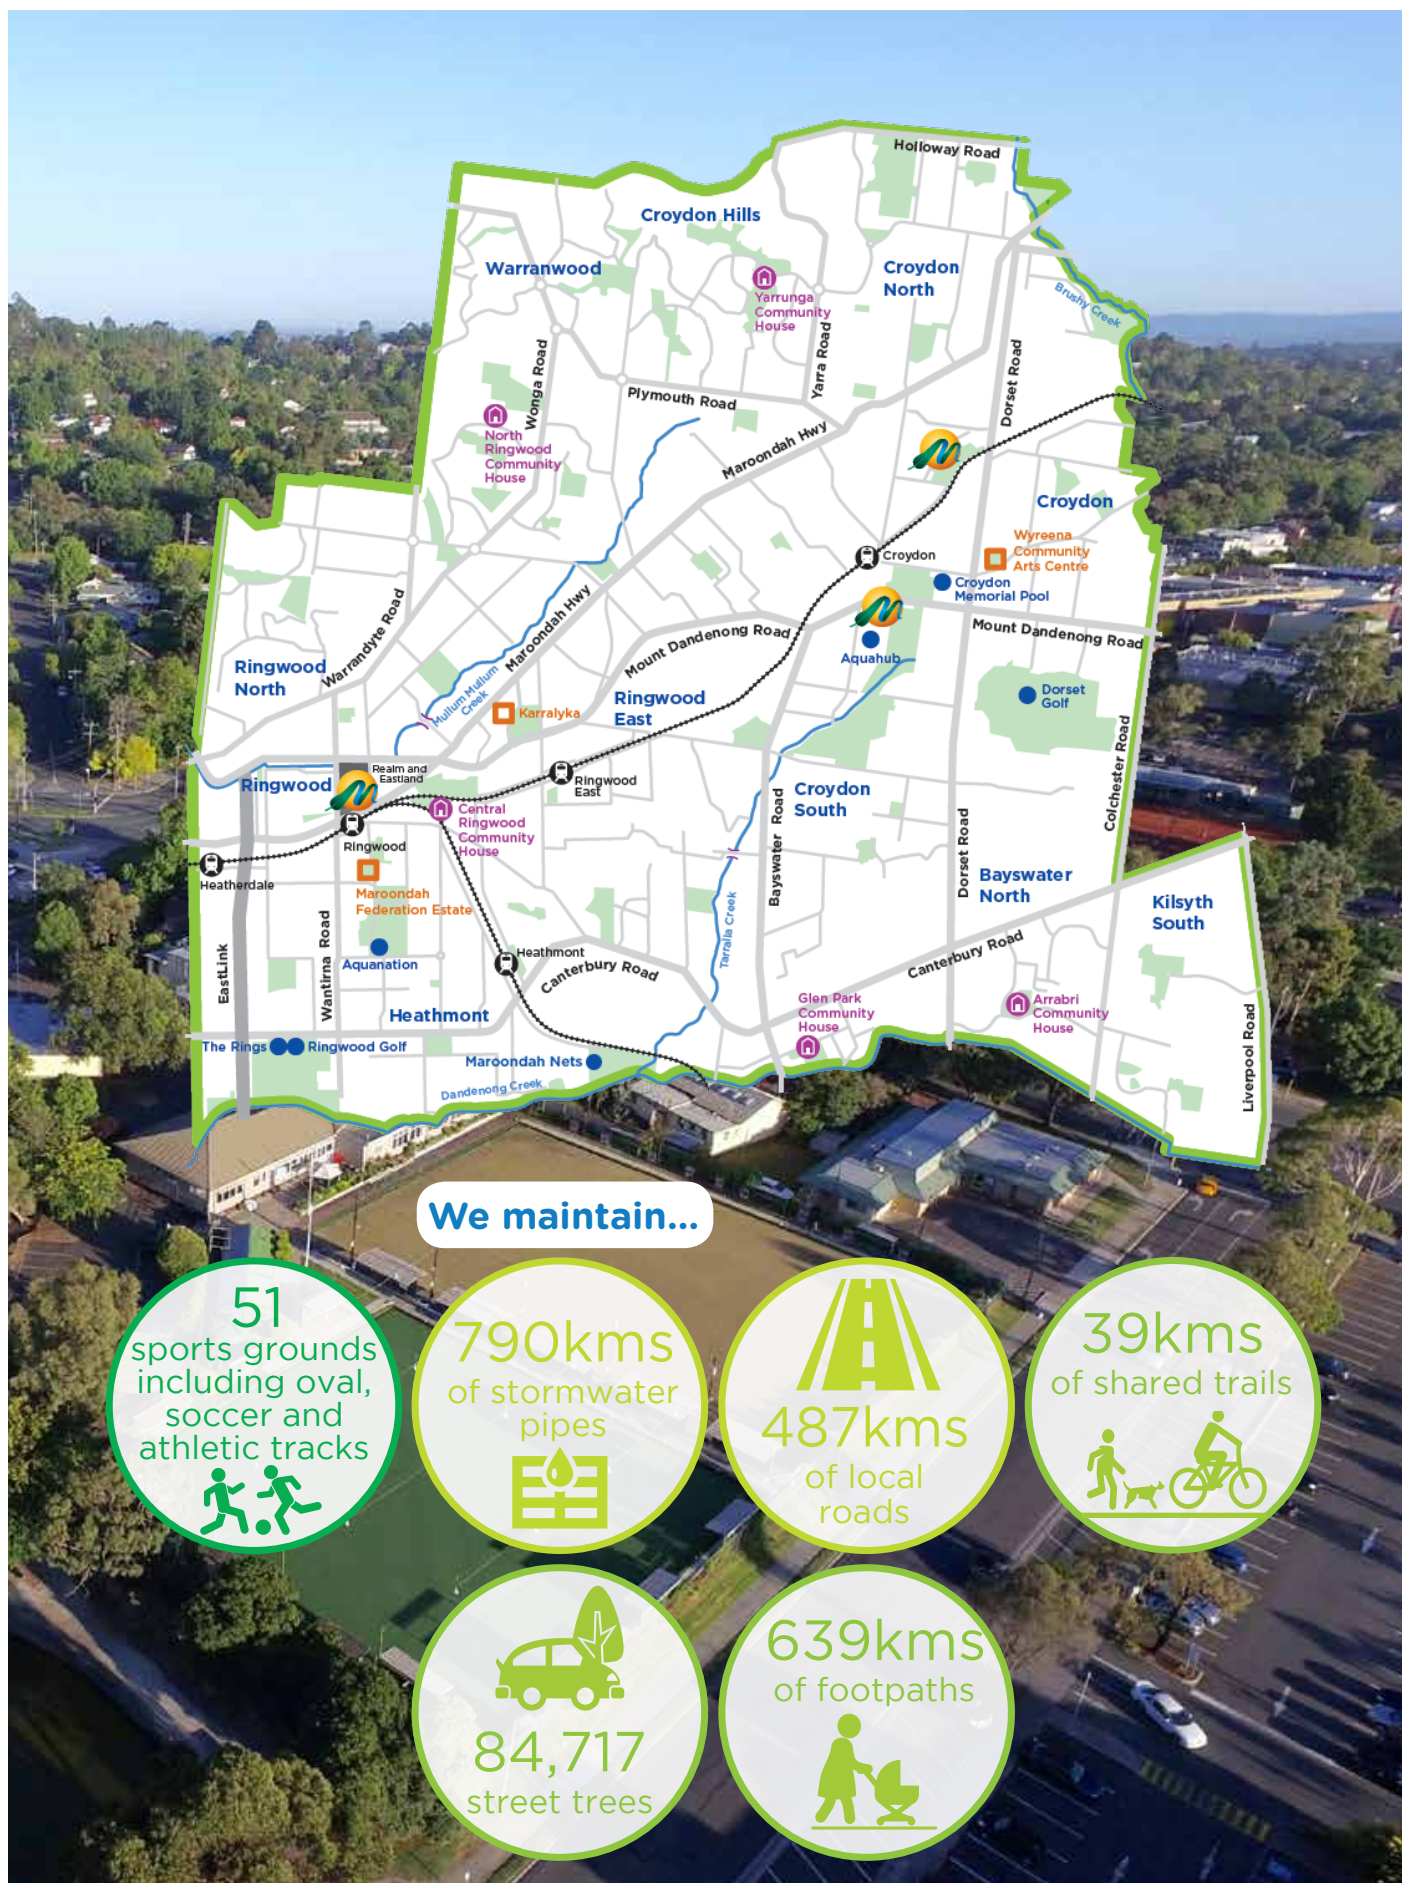 Holloway Road
Croydon Hills
Warranwood
Croydon
North
Brushy Creek
Yarrunga
Community
House
Yarra Road
Dorset Road
Wonga Road
Plymouth Road
North
Ringwood
Community
House
Maroondah Hwy
Croydon
Wyreena
Community
Arts Centre
Croydon
Croydon
Memorial Pool
Maroondah Hwy
Warrandyte Road
Mount Dandenong Road
Mount Dandenong Road
Aquahub
Ringwood
North
Mullum Mullum
Creek
Karralyka
Ringwood
East
Dorset
Golf
Colchester Road
Realm and
Eastland
Ringwood
Ringwood
East
Croydon
South
Bayswater Road
Dorset Road
Central
Ringwood
Community
House
Ringwood
Heatherdale
Maroondah
Federation Estate
Bayswater
North
Kilsyth
South
Tarralla Creek
EastLink
Wantirna Road
Aquanation
Heathmont
Canterbury Road
Canterbury Road
Glen Park
Community
House
Arrabri
Community
House
Heathmont
Liverpool Road
The Rings
Ringwood Golf
Maroondah Nets
Dandenong Creek
We maintain...
51
sports grounds
including oval,
soccer and
athletic tracks
790kms
of stormwater
pipes
487kms
of local
roads
39kms
of shared trails
84,717
street trees
639kms
of footpaths